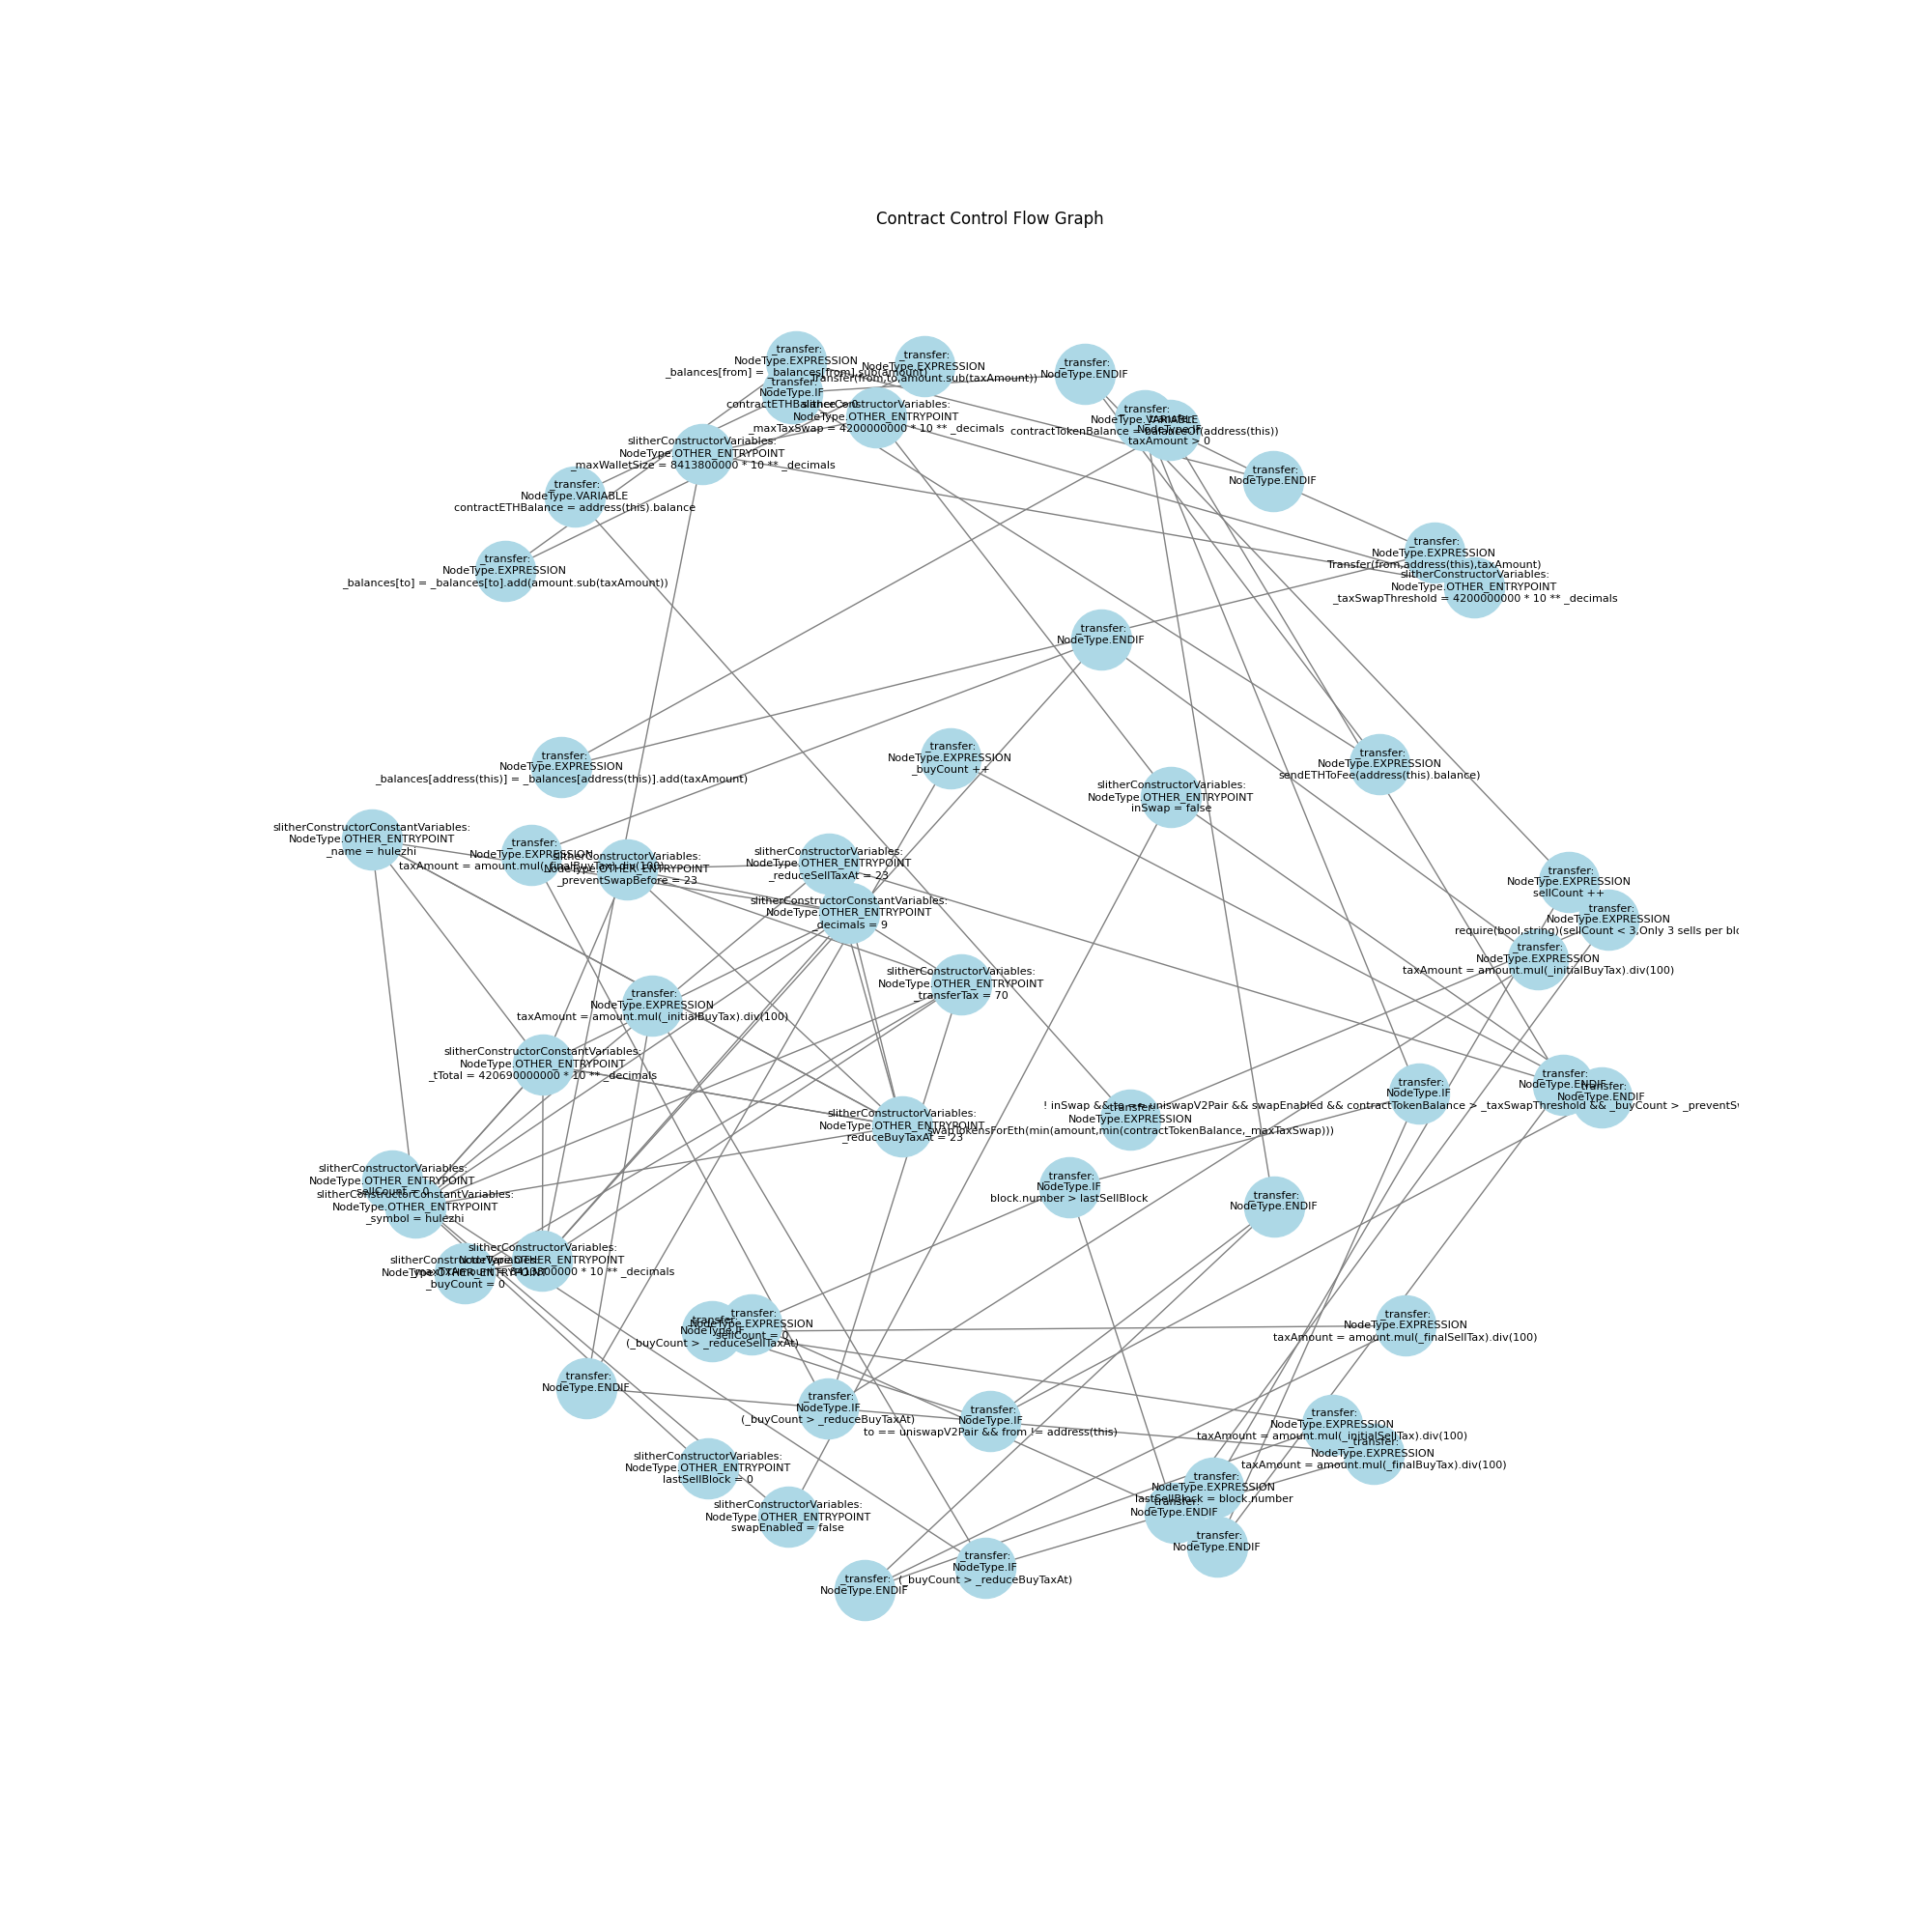 Contract Control Flow Graph
_transfer:
NodeType.EXPRESSION
_balances[from] = _balances[from].sub(amount)
_transfer:
NodeType.EXPRESSION
Transfer(from,to,amount.sub(taxAmount))
_transfer:
NodeType.ENDIF
_transfer:
NodeType.IF
contractETHBalance > 0
slitherConstructorVariables:
NodeType.OTHER_ENTRYPOINT
_maxTaxSwap = 4200000000 * 10 ** _decimals
_transfer:
NodeType.VARIABLE
contractTokenBalance = balanceOf(address(this))
_transfer:
NodeType.IF
taxAmount > 0
slitherConstructorVariables:
NodeType.OTHER_ENTRYPOINT
_maxWalletSize = 8413800000 * 10 ** _decimals
_transfer:
NodeType.ENDIF
_transfer:
NodeType.VARIABLE
contractETHBalance = address(this).balance
_transfer:
NodeType.EXPRESSION
Transfer(from,address(this),taxAmount)
_transfer:
NodeType.EXPRESSION
_balances[to] = _balances[to].add(amount.sub(taxAmount))
slitherConstructorVariables:
NodeType.OTHER_ENTRYPOINT
_taxSwapThreshold = 4200000000 * 10 ** _decimals
_transfer:
NodeType.ENDIF
_transfer:
NodeType.EXPRESSION
_buyCount ++
_transfer:
NodeType.EXPRESSION
_balances[address(this)] = _balances[address(this)].add(taxAmount)
_transfer:
NodeType.EXPRESSION
sendETHToFee(address(this).balance)
slitherConstructorVariables:
NodeType.OTHER_ENTRYPOINT
inSwap = false
slitherConstructorConstantVariables:
NodeType.OTHER_ENTRYPOINT
_name = hulezhi
_transfer:
NodeType.EXPRESSION
taxAmount = amount.mul(_finalBuyTax).div(100)
slitherConstructorVariables:
NodeType.OTHER_ENTRYPOINT
_preventSwapBefore = 23
slitherConstructorVariables:
NodeType.OTHER_ENTRYPOINT
_reduceSellTaxAt = 23
_transfer:
NodeType.EXPRESSION
sellCount ++
slitherConstructorConstantVariables:
NodeType.OTHER_ENTRYPOINT
_decimals = 9
_transfer:
NodeType.EXPRESSION
require(bool,string)(sellCount < 3,Only 3 sells per
_transfer:
NodeType.EXPRESSION
taxAmount = amount.mul(_initialBuyTax).div(100)
slitherConstructorVariables:
NodeType.OTHER_ENTRYPOINT
_transferTax = 70
_transfer:
NodeType.EXPRESSION
taxAmount = amount.mul(_initialBuyTax).div(100)
slitherConstructorConstantVariables:
NodeType.OTHER_ENTRYPOINT
_tTotal = 420690000000 * 10 ** _decimals
_transfer:
NodeType.ENDIF
_transfer:
NodeType.ENDIF
_transfer:
NodeType.IF
! inSwap && to == uniswapV2Pair && swapEnabled && contractTokenBalance > _taxSwapThreshold && _buyCount >
_transfer:
NodeType.EXPRESSION
swapTokensForEth(min(amount,min(contractTokenBalance,_maxTaxSwap)))
slitherConstructorVariables:
NodeType.OTHER_ENTRYPOINT
_reduceBuyTaxAt = 23
slitherConstructorVariables:
NodeType.OTHER_ENTRYPOINT
sellCount = 0
_transfer:
NodeType.IF
block.number > lastSellBlock
slitherConstructorConstantVariables:
NodeType.OTHER_ENTRYPOINT
_symbol = hulezhi
_transfer:
NodeType.ENDIF
slitherConstructorVariables:
NodeType.OTHER_ENTRYPOINT
_maxTxAmount = 8413800000 * 10 ** _decimals
slitherConstructorVariables:
NodeType.OTHER_ENTRYPOINT
_buyCount = 0
_transfer:
NodeType.EXPRESSION
sellCount = 0
_transfer:
NodeType.IF
(_buyCount > _reduceSellTaxAt)
_transfer:
NodeType.EXPRESSION
taxAmount = amount.mul(_finalSellTax).div(100)
_transfer:
NodeType.ENDIF
_transfer:
NodeType.IF
(_buyCount > _reduceBuyTaxAt)
_transfer:
NodeType.IF
to == uniswapV2Pair && from != address(this)
_transfer:
NodeType.EXPRESSION
taxAmount = amount.mul(_initialSellTax).div(100)
_transfer:
NodeType.EXPRESSION
taxAmount = amount.mul(_finalBuyTax).div(100)
slitherConstructorVariables:
NodeType.OTHER_ENTRYPOINT
lastSellBlock = 0
_transfer:
NodeType.EXPRESSION
lastSellBlock = block.number
_transfer:
NodeType.ENDIF
slitherConstructorVariables:
NodeType.OTHER_ENTRYPOINT
swapEnabled = false
_transfer:
NodeType.ENDIF
_transfer:
NodeType.IF
(_buyCount > _reduceBuyTaxAt)
_transfer:
NodeType.ENDIF